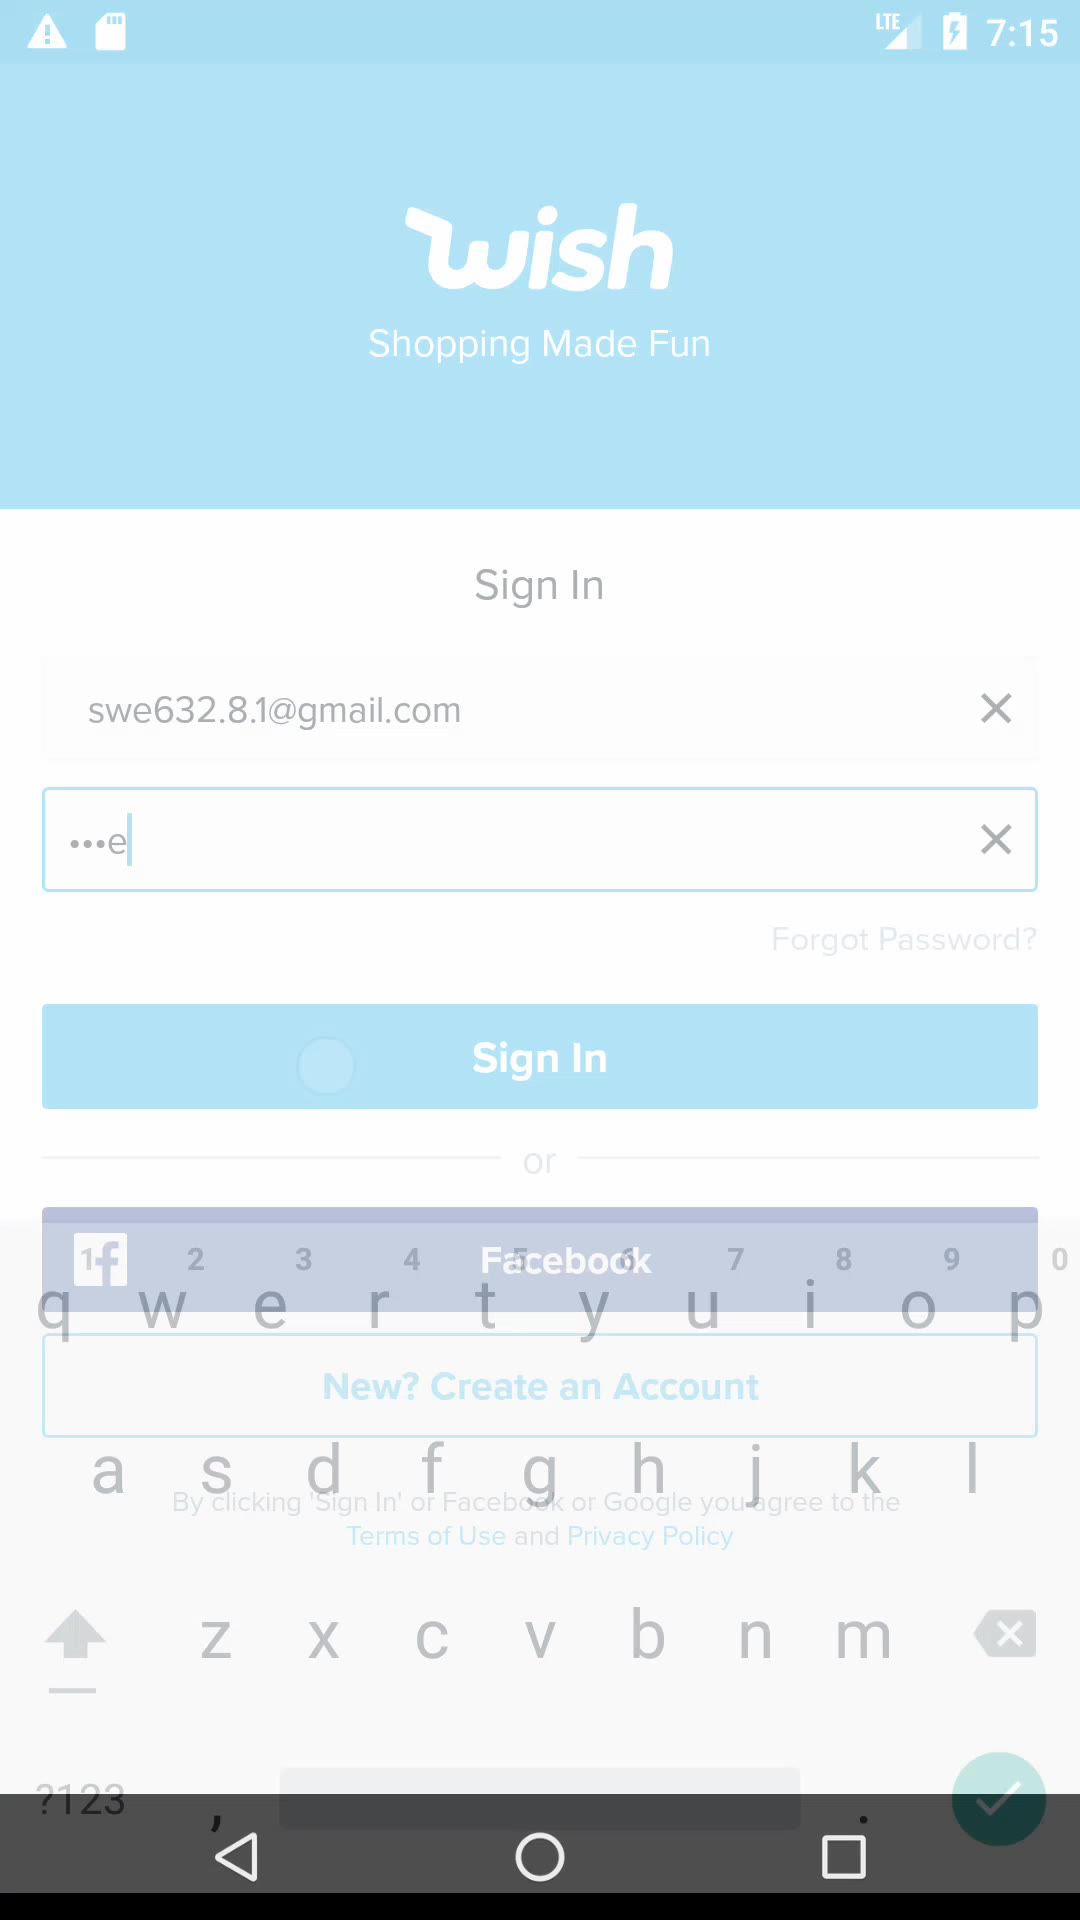 LTE 7:15
wish
Shopping Made Fun
Sign In
swe632.8.1@gmail.com
•••e
Forgot Password?
Sign In
or
Facebook
1 2 3 4 5 6 7 8 9 0
q w e r t y u i o p
New? Create an Account
a s d f g h j k l
By clicking 'Sign In' or Facebook or Google you agree to the
Terms of Use and Privacy Policy
z x c v b n m
?123 , .